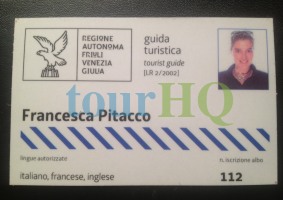 REGIONE
AUTONOMA
FRIULI
VENEZIA
GIULIA
guida
turistica
tourist guide
[LR 2/2002]
tourHQ
Francesca Pitacco
lingue autorizzate
n. iscrizione albo
italiano, francese, inglese
112